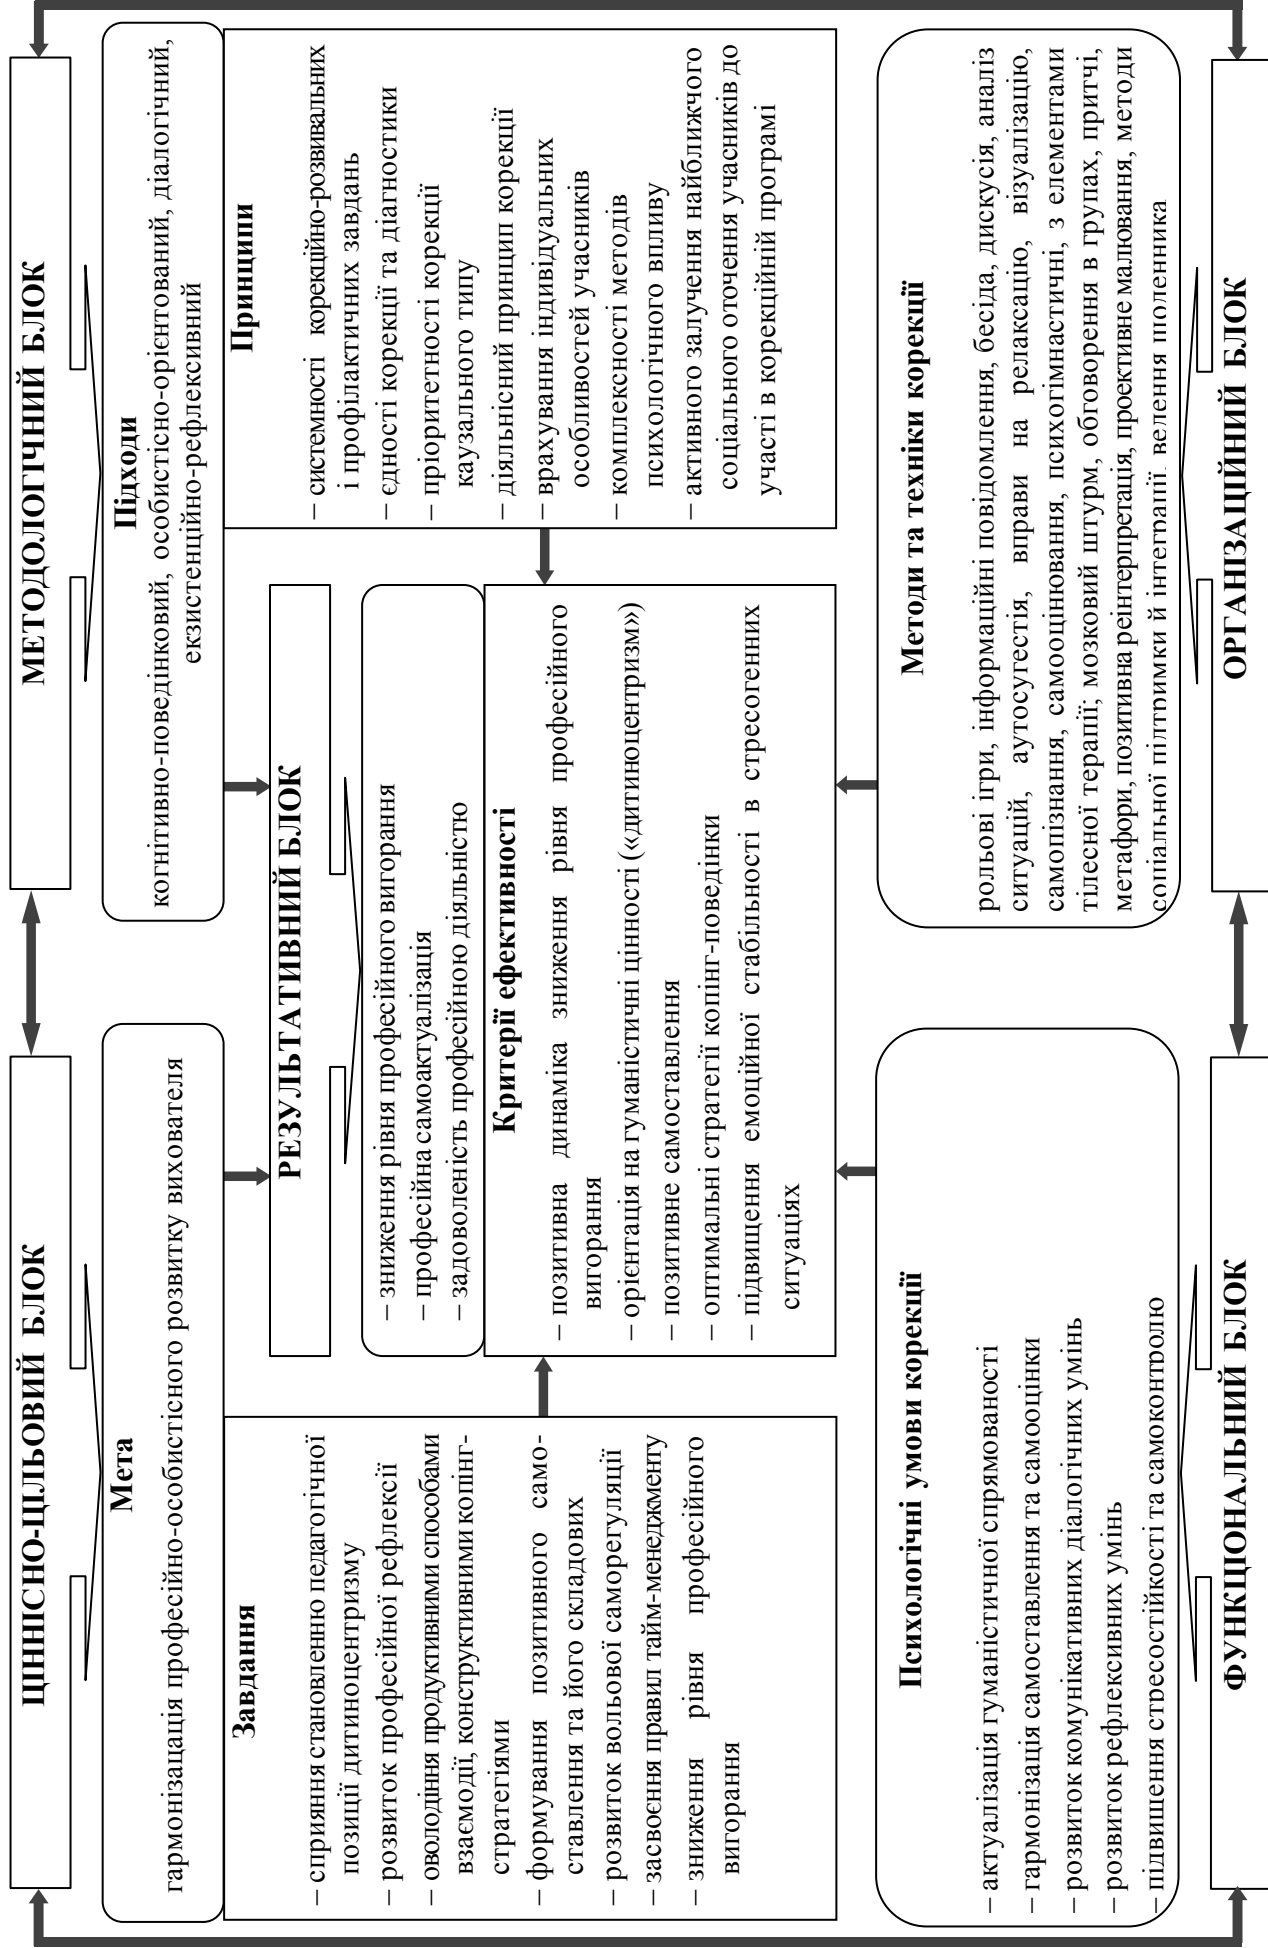 ЦІННІСНО-ЦІЛЬОВИЙ БЛОК
Мета
гармонізація професійно-особистісного розвитку вихователя
Завдання
– сприяння становленню педагогічної
позиції дитиноцентризму
– розвиток професійної рефлексії
– оволодіння продуктивними способами
взаємодії, конструктивними копінг-
стратегіями
– формування позитивного само-
ставлення та його складових
– розвиток вольової саморегуляції
– засвоєння правил тайм-менеджменту
– зниження рівня професійного
вигорання
МЕТОДОЛОГІЧНИЙ БЛОК
Підходи
когнітивно-поведінковий, особистісно-орієнтований, діалогічний,
екзистенційно-рефлексивний
Принципи
– системності корекційно-розвивальних
і профілактичних завдань
– єдності корекції та діагностики
– пріоритетності корекції
каузального типу
– діяльнісний принцип корекції
– врахування індивідуальних
особливостей учасників
– комплексності методів
психологічного впливу
– активного залучення найближчого
соціального оточення учасників до
участі в корекційній програмі
РЕЗУЛЬТАТИВНИЙ БЛОК
– зниження рівня професійного вигорання
– професійна самоактуалізація
– задоволеність професійною діяльністю
Критерії ефективності
– позитивна динаміка зниження рівня професійного
вигорання
– орієнтація на гуманістичні цінності («дитиноцентризм»)
– позитивне самоставлення
– оптимальні стратегії копінг-поведінки
– підвищення емоційної стабільності в стресогенних
ситуаціях
Психологічні умови корекції
– актуалізація гуманістичної спрямованості
– гармонізація самоставлення та самооцінки
– розвиток комунікативних діалогічних умінь
– розвиток рефлексивних умінь
– підвищення стресостійкості та самоконтролю
ФУНКЦІОНАЛЬНИЙ БЛОК
Методи та техніки корекції
рольові ігри, інформаційні повідомлення, бесіда, дискусія, аналіз
ситуацій, аутосугестія, вправи на релаксацію, візуалізацію,
самопізнання, самооцінювання, психогімнастичні, з елементами
тілесної терапії; мозковий штурм, обговорення в групах, притчі,
метафори, позитивна реінтерпретація, проективне малювання, методи
соціальної підтримки й інтеграції, ведення щоденника
ОРГАНІЗАЦІЙНИЙ БЛОК